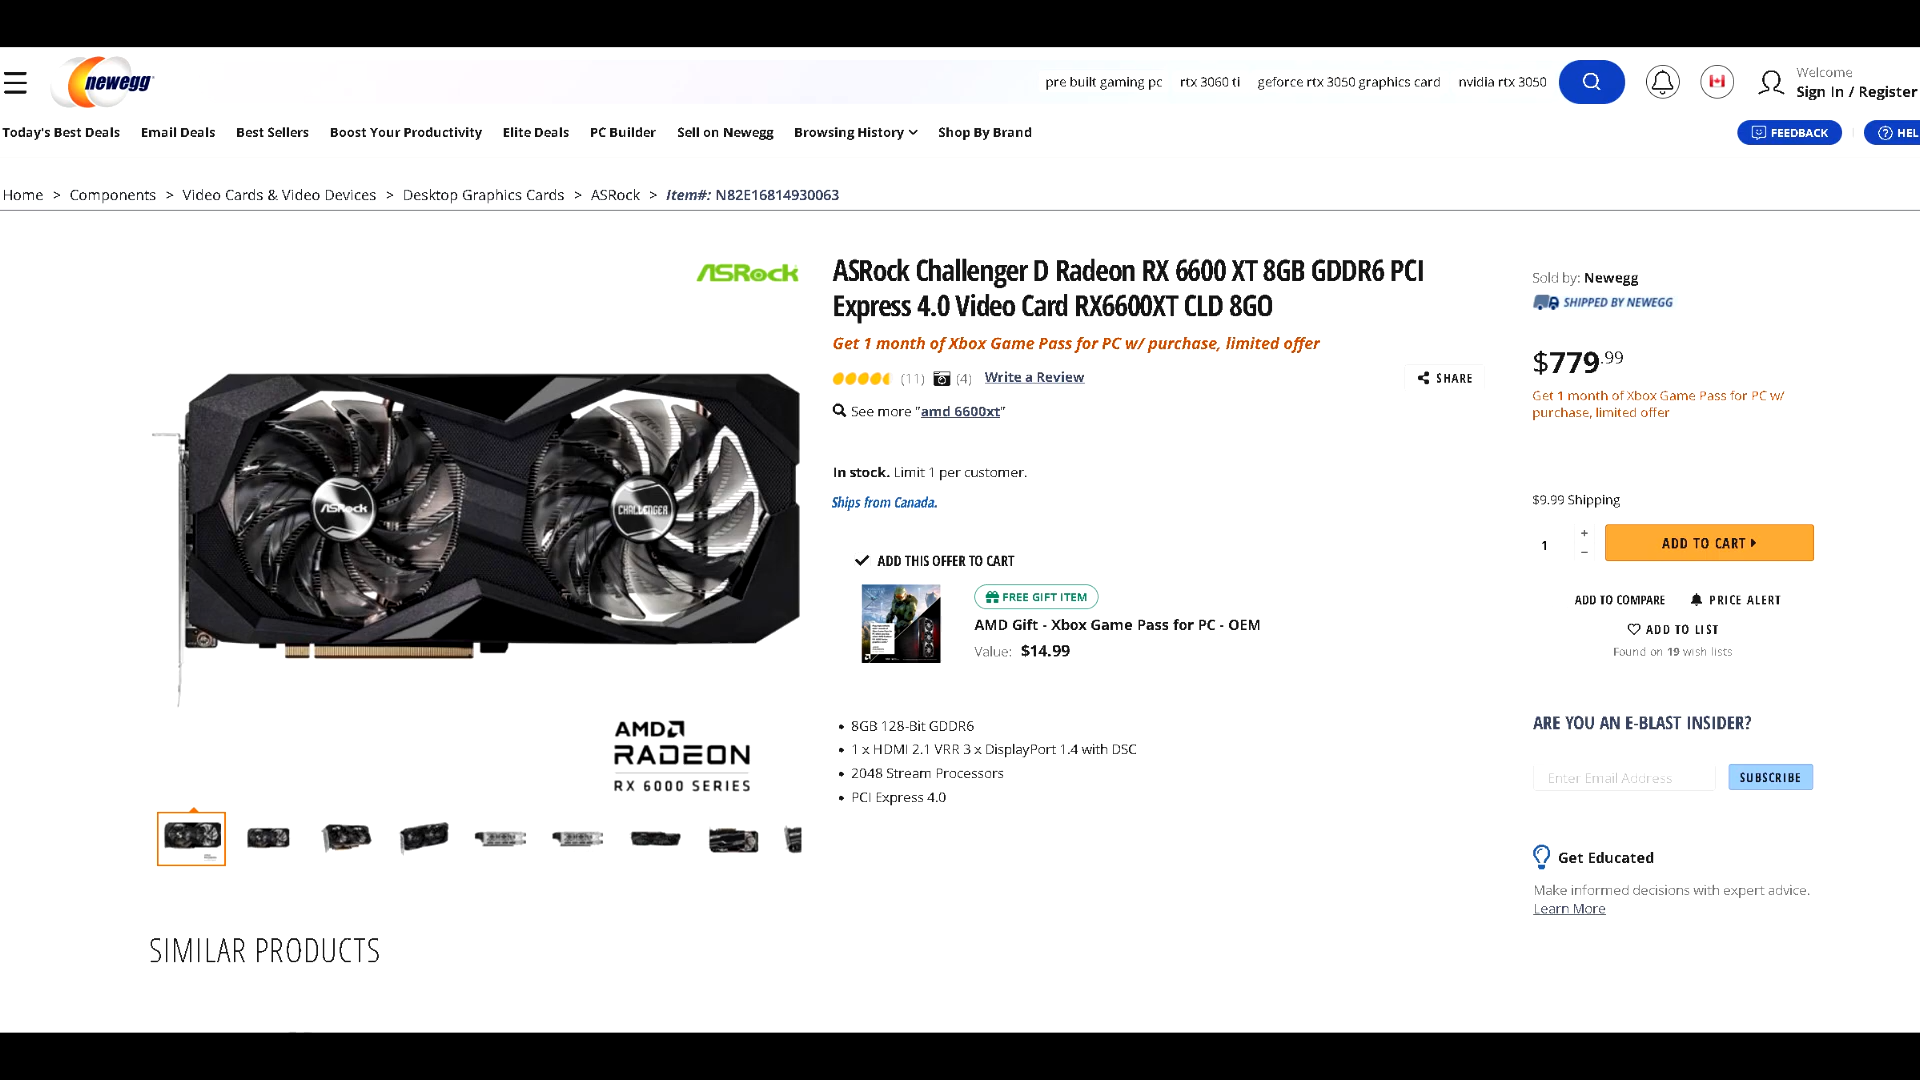 newegg
pre built gaming pc rtx 3060 ti geforce rtx 3050 graphics card nvidia rtx 3050
Welcome
Sign In / Register
Today's Best Deals Email Deals Best Sellers Boost Your Productivity Elite Deals PC Builder Sell on Newegg Browsing History Shop By Brand
FEEDBACK
HEL
Home > Components > Video Cards & Video Devices > Desktop Graphics Cards > ASRock > Item#: N82E16814930063
ASRock
ASRock
CHALLENGER
AMD
RADEON
RX 6000 SERIES
ASRock Challenger D Radeon RX 6600 XT 8GB GDDR6 PCI
Express 4.0 Video Card RX6600XT CLD 8GO
Get 1 month of Xbox Game Pass for PC w/ purchase, limited offer
(11) (4) Write a Review
SHARE
See more "amd 6600xt"
In stock. Limit 1 per customer.
Ships from Canada.
ADD THIS OFFER TO CART
FREE GIFT ITEM
AMD Gift - Xbox Game Pass for PC - OEM
Value: $14.99
• 8GB 128-Bit GDDR6
• 1 x HDMI 2.1 VRR 3 x DisplayPort 1.4 with DSC
• 2048 Stream Processors
• PCI Express 4.0
Sold by: Newegg
SHIPPED BY NEWEGG
$779.99
Get 1 month of Xbox Game Pass for PC w/
purchase, limited offer
$9.99 Shipping
1 + −
ADD TO CART
ADD TO COMPARE PRICE ALERT
ADD TO LIST
Found on 19 wish lists
ARE YOU AN E-BLAST INSIDER?
Enter Email Address SUBSCRIBE
Get Educated
Make informed decisions with expert advice.
Learn More
SIMILAR PRODUCTS